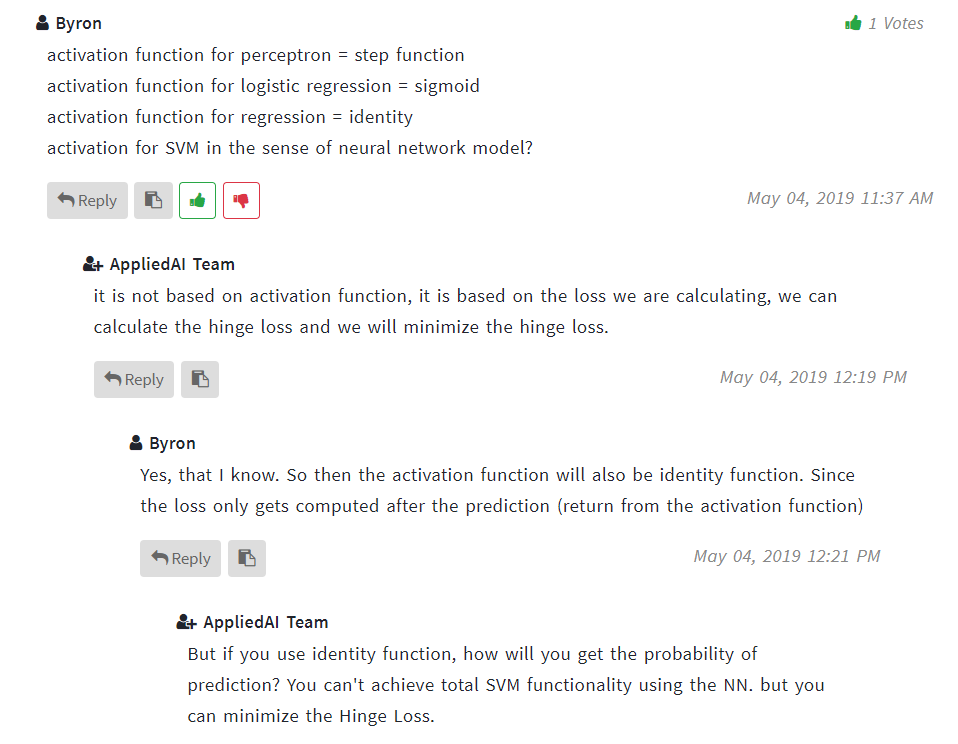 Byron
1 Votes
activation function for perceptron = step function
activation function for logistic regression = sigmoid
activation function for regression = identity
activation for SVM in the sense of neural network model?
Reply
May 04, 2019 11:37 AM
AppliedAI Team
it is not based on activation function, it is based on the loss we are calculating, we can
calculate the hinge loss and we will minimize the hinge loss.
Reply
May 04, 2019 12:19 PM
Byron
Yes, that I know. So then the activation function will also be identity function. Since
the loss only gets computed after the prediction (return from the activation function)
Reply
May 04, 2019 12:21 PM
AppliedAI Team
But if you use identity function, how will you get the probability of
prediction? You can't achieve total SVM functionality using the NN. but you
can minimize the Hinge Loss.